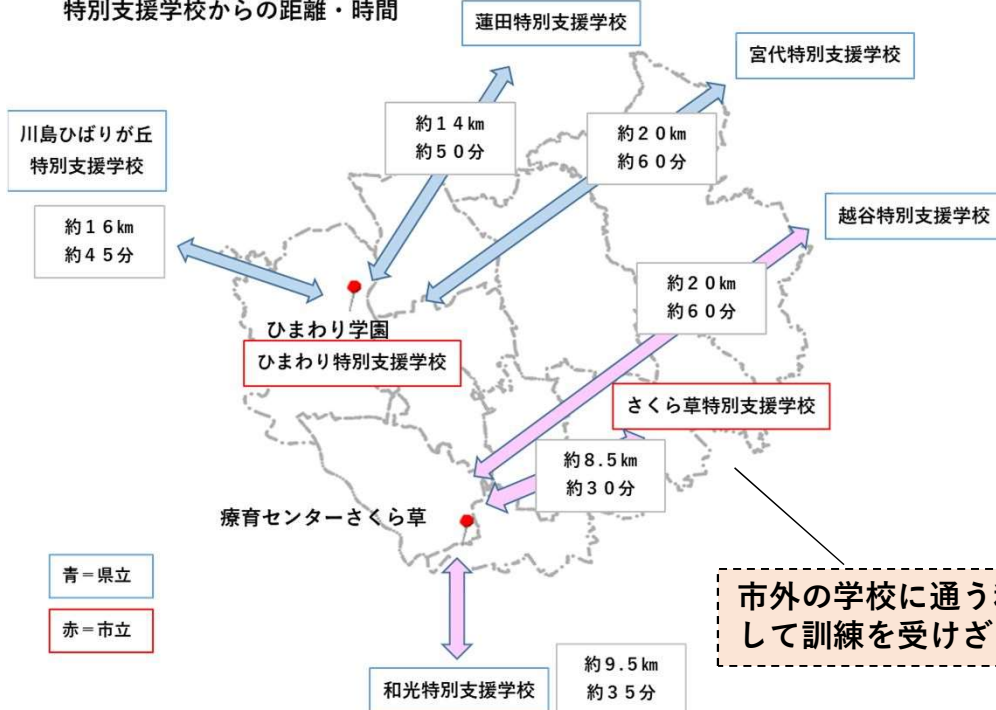 特別支援学校からの距離・時間
蓮田特別支援学校
宮代特別支援学校
川島ひばりが丘
特別支援学校
約14㎞
約50分
約20㎞
約60分
越谷特別支援学校
約16㎞
約45分
約20㎞
約60分
ひまわり学園
ひまわり特別支援学校
さくら草特別支援学校
約8.5㎞
約30分
療育センターさくら草
青=県立
赤=市立
市外の学校に通う
して訓練を受けざ
和光特別支援学校
約9.5㎞
約35分